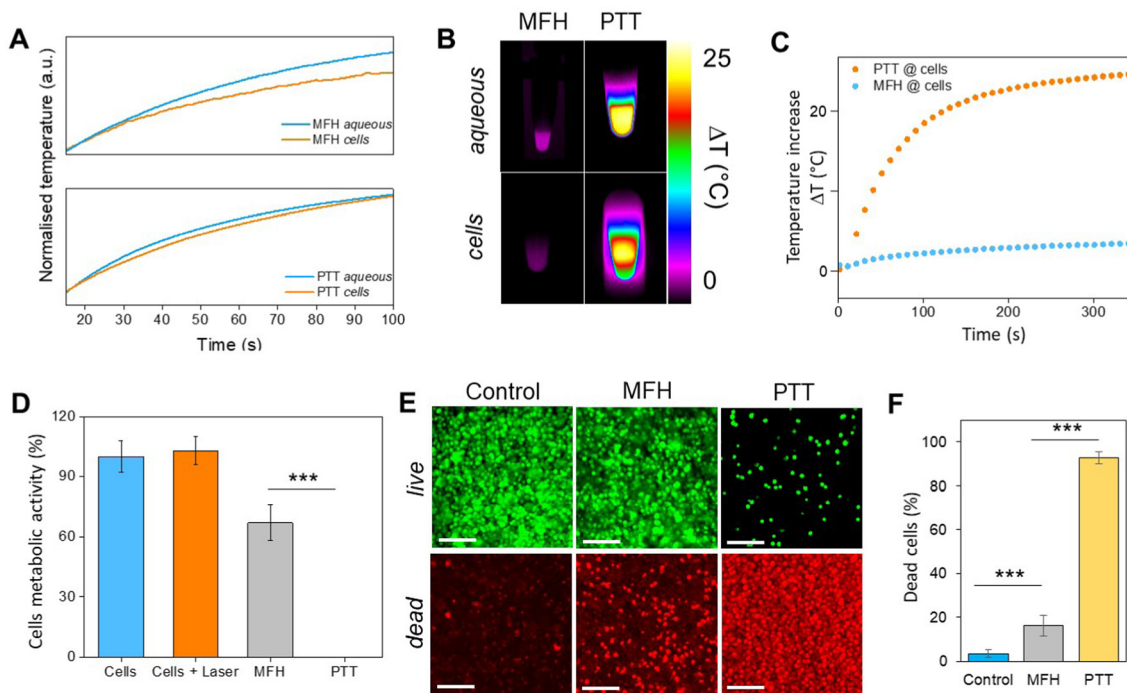 A
Normalised temperature (a.u.)
MFH aqueous
MFH cells
PTT aqueous
PTT cells
20 30 40 50 60 70 80 90 100
Time (s)
B
MFH PTT
aqueous
cells
25
0
ΔT (°C)
C
PTT @ cells
MFH @ cells
Temperature increase
ΔT (°C)
20
0
0 100 200 300
Time (s)
D
Cells metabolic activity (%)
120
90
60
30
0
***
Cells Cells + Laser MFH PTT
E
Control MFH PTT
live
dead
F
Dead cells (%)
100
80
60
40
20
0
***
***
Control MFH PTT